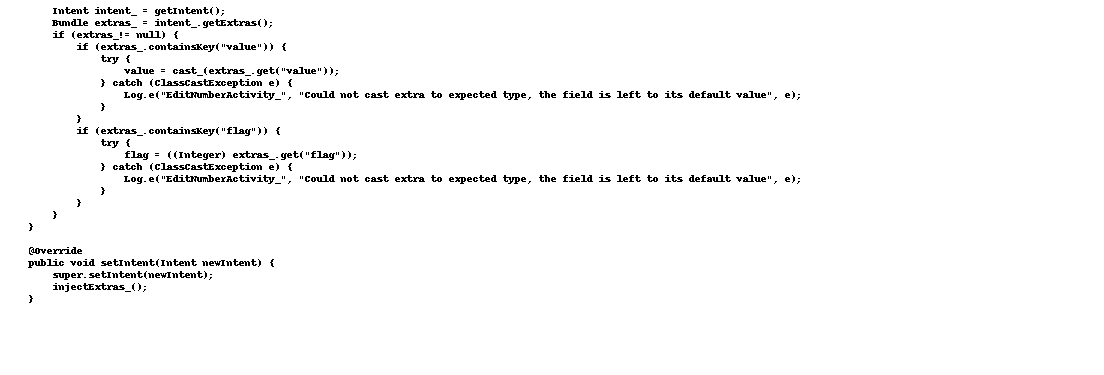 Intent intent_ = getIntent();
Bundle extras_ = intent_.getExtras();
if (extras_!= null) {
if (extras_.containsKey("value")) {
try {
value = cast_(extras_.get("value"));
} catch (ClassCastException e) {
Log.e("EditNumberActivity_", "Could not cast extra to expected type, the field is left to its default value", e);
}
}
if (extras_.containsKey("flag")) {
try {
flag = ((Integer) extras_.get("flag"));
} catch (ClassCastException e) {
Log.e("EditNumberActivity_", "Could not cast extra to expected type, the field is left to its default value", e);
}
}
}
}
@Override
public void setIntent(Intent newIntent) {
super.setIntent(newIntent);
injectExtras_();
}